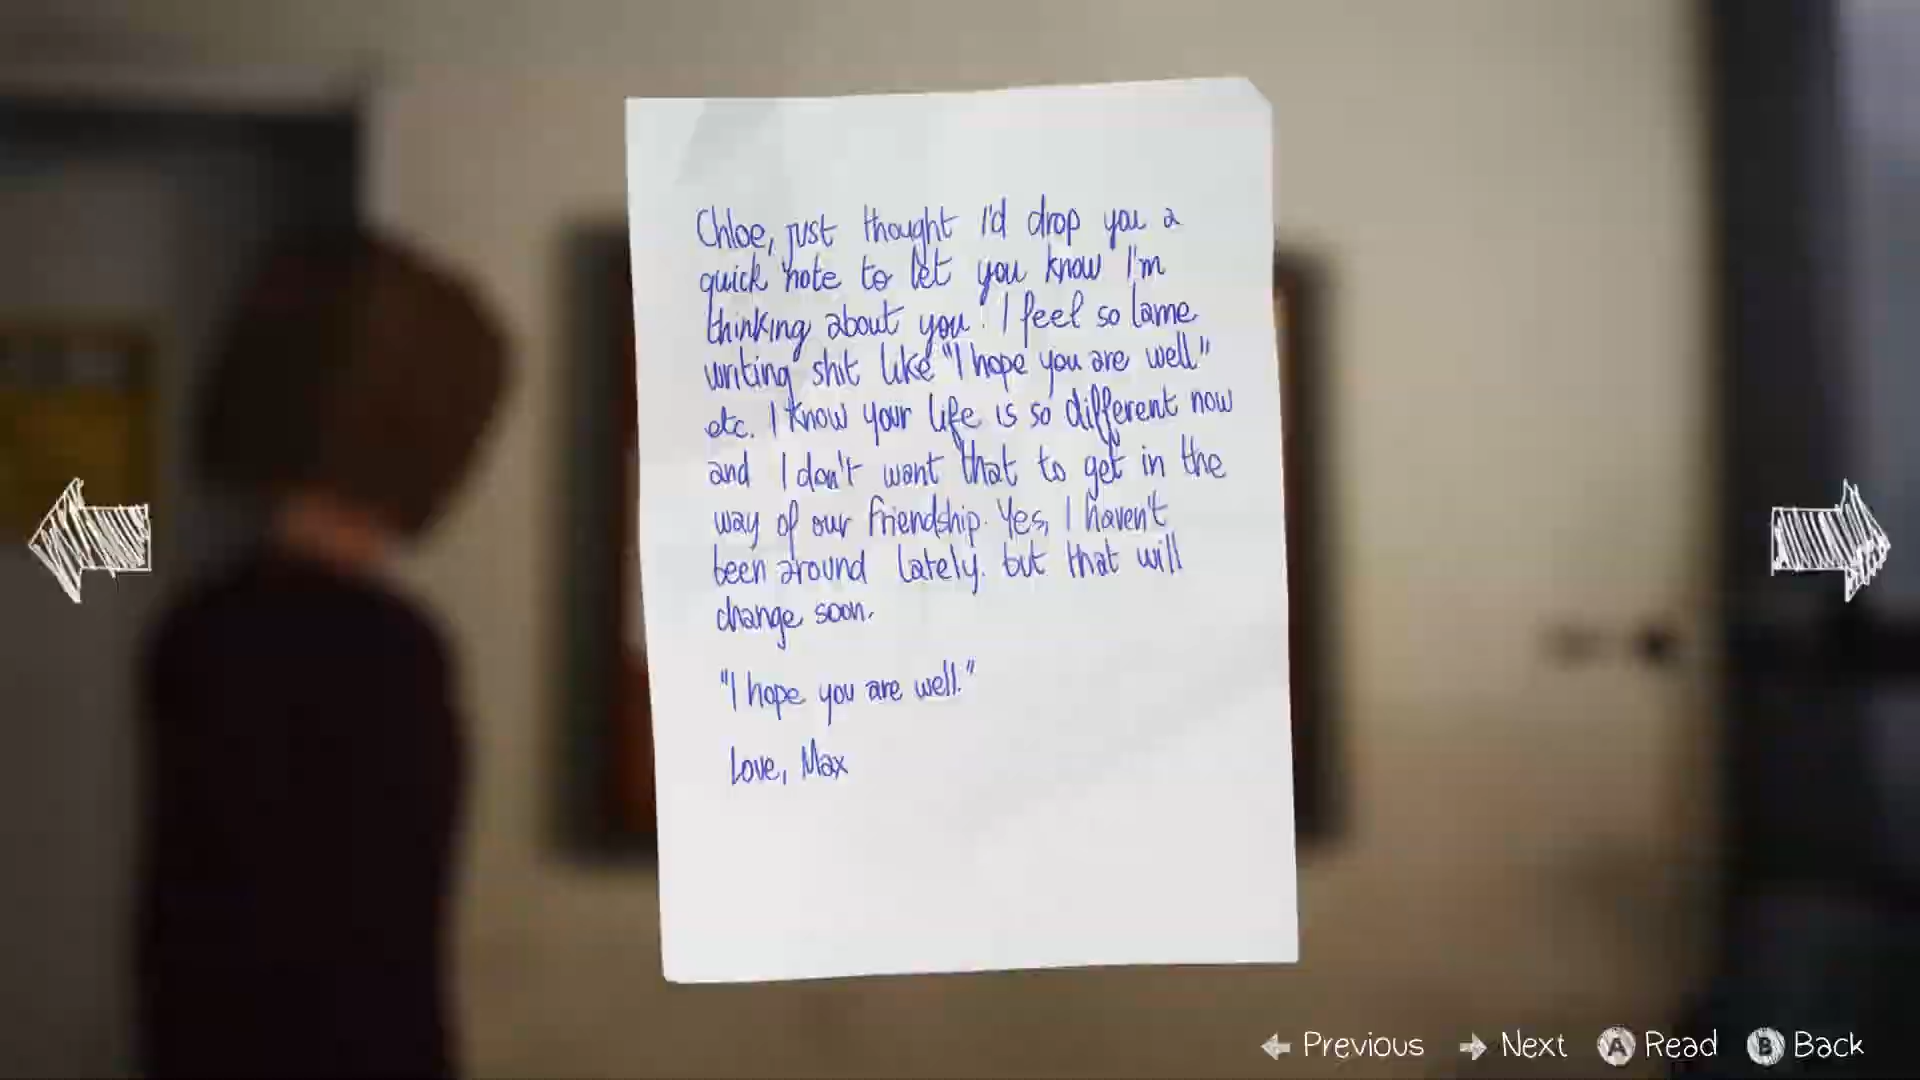 Chloe, just thought I'd drop you a
quick note to let you know I'm
thinking about you. I feel so lame
writing shit like "I hope you are well"
etc. I know your life is so different now
and I don't want that to get in the
way of our friendship. Yes, I haven't
been around lately. but that will
change soon.
"I hope you are well."
Love, Max
Previous Next A Read B Back